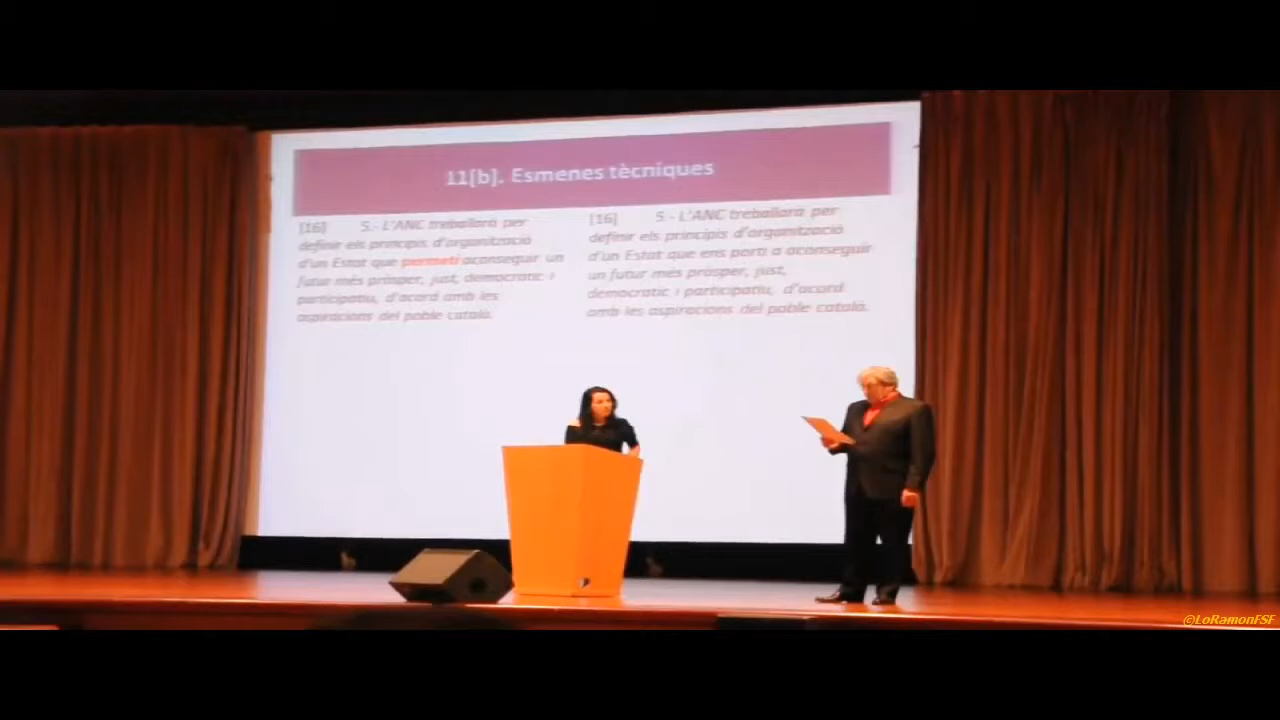 11[b]. Esmenes tècniques
[16] 5.- L'ANC treballarà per
definir els principis d'organització
d'un Estat que permeti aconseguir un
futur més pròsper, just, democràtic i
participatiu, d'acord amb les
aspiracions del poble català.
[16] 5.- L'ANC treballarà per
definir els principis d'organització
d'un Estat que ens porti a aconseguir
un futur més pròsper, just,
democràtic i participatiu, d'acord
amb les aspiracions del poble català.
©LoRamonFSF